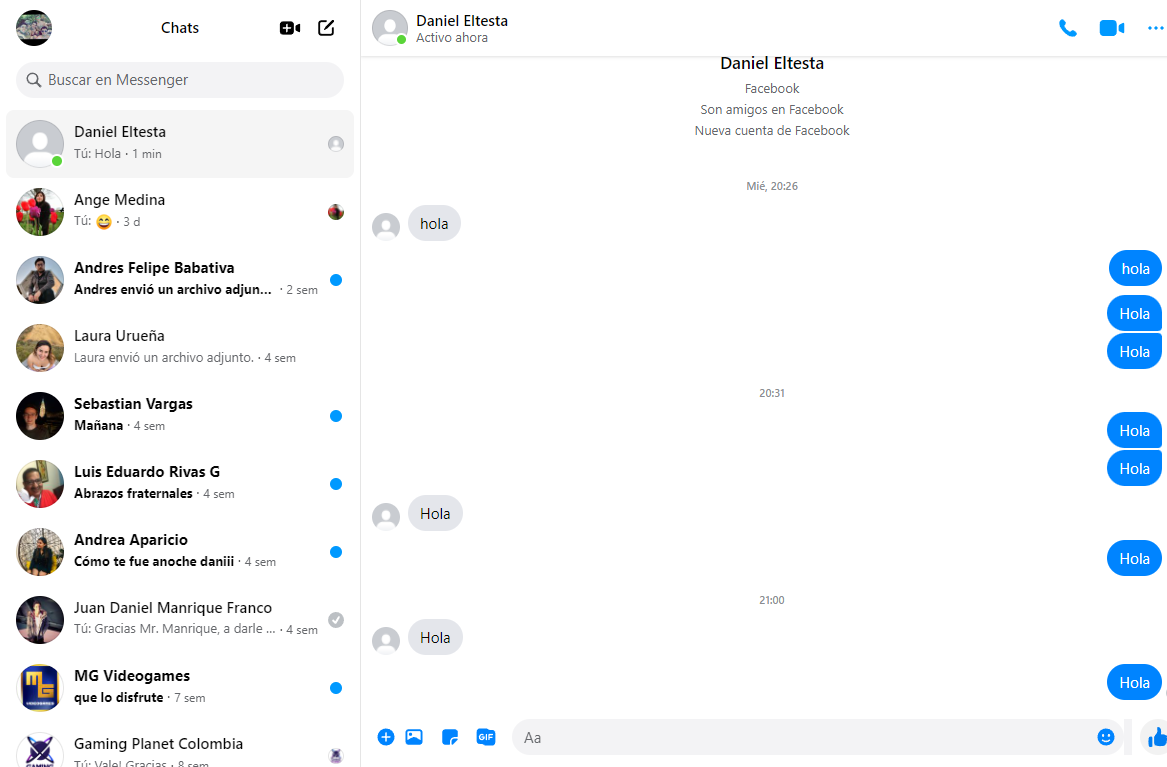 Chats
Buscar en Messenger
Daniel Eltesta
Tú: Hola · 1 min
Ange Medina
Tú: 😄 · 3 d
Andres Felipe Babativa
Andres envió un archivo adjun... · 2 sem
Laura Urueña
Laura envió un archivo adjunto. · 4 sem
Sebastian Vargas
Mañana · 4 sem
Luis Eduardo Rivas G
Abrazos fraternales · 4 sem
Andrea Aparicio
Cómo te fue anoche daniii · 4 sem
Juan Daniel Manrique Franco
Tú: Gracias Mr. Manrique, a darle ... · 4 sem
MG
MG Videogames
que lo disfrute · 7 sem
Gaming Planet Colombia
Tú: Vale! Gracias · 8 sem
Daniel Eltesta
Activo ahora
Daniel Eltesta
Facebook
Son amigos en Facebook
Nueva cuenta de Facebook
Mié, 20:26
hola
hola
Hola
Hola
20:31
Hola
Hola
Hola
Hola
21:00
Hola
Hola
GIF
Aa